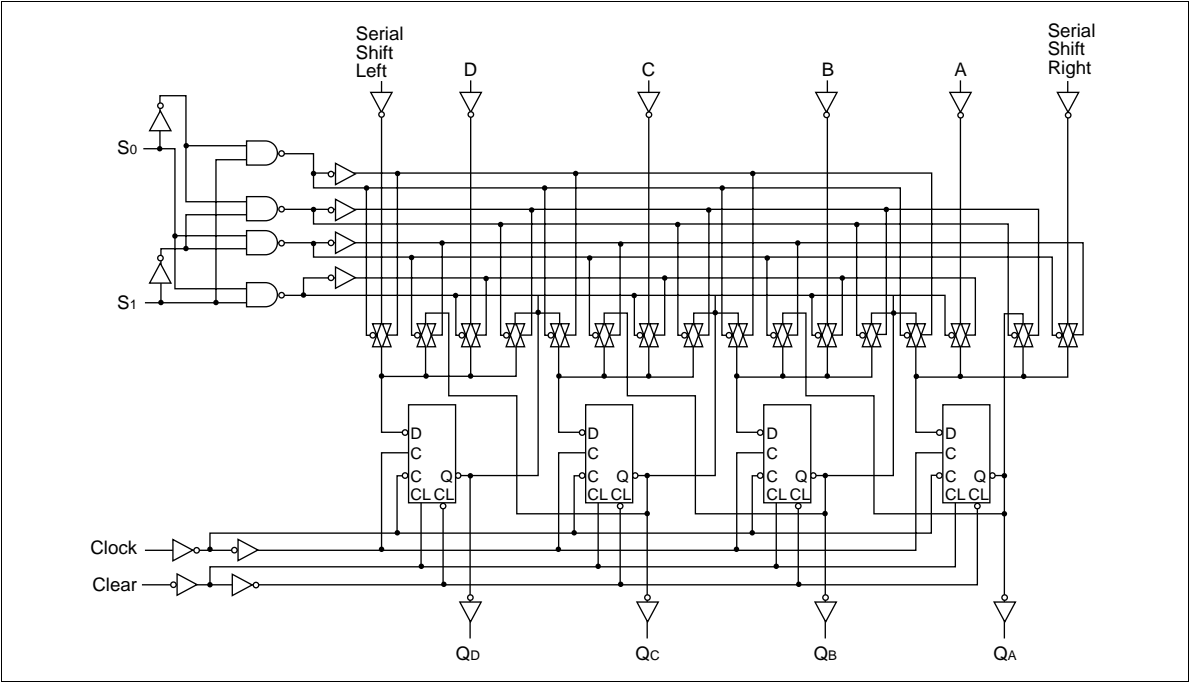 Serial
Shift
Left
D
C
B
A
Serial
Shift
Right
S0
S1
D
C
C
Q
CL
CL
D
C
C
Q
CL
CL
D
C
C
Q
CL
CL
D
C
C
Q
CL
CL
Clock
Clear
QD
QC
QB
QA